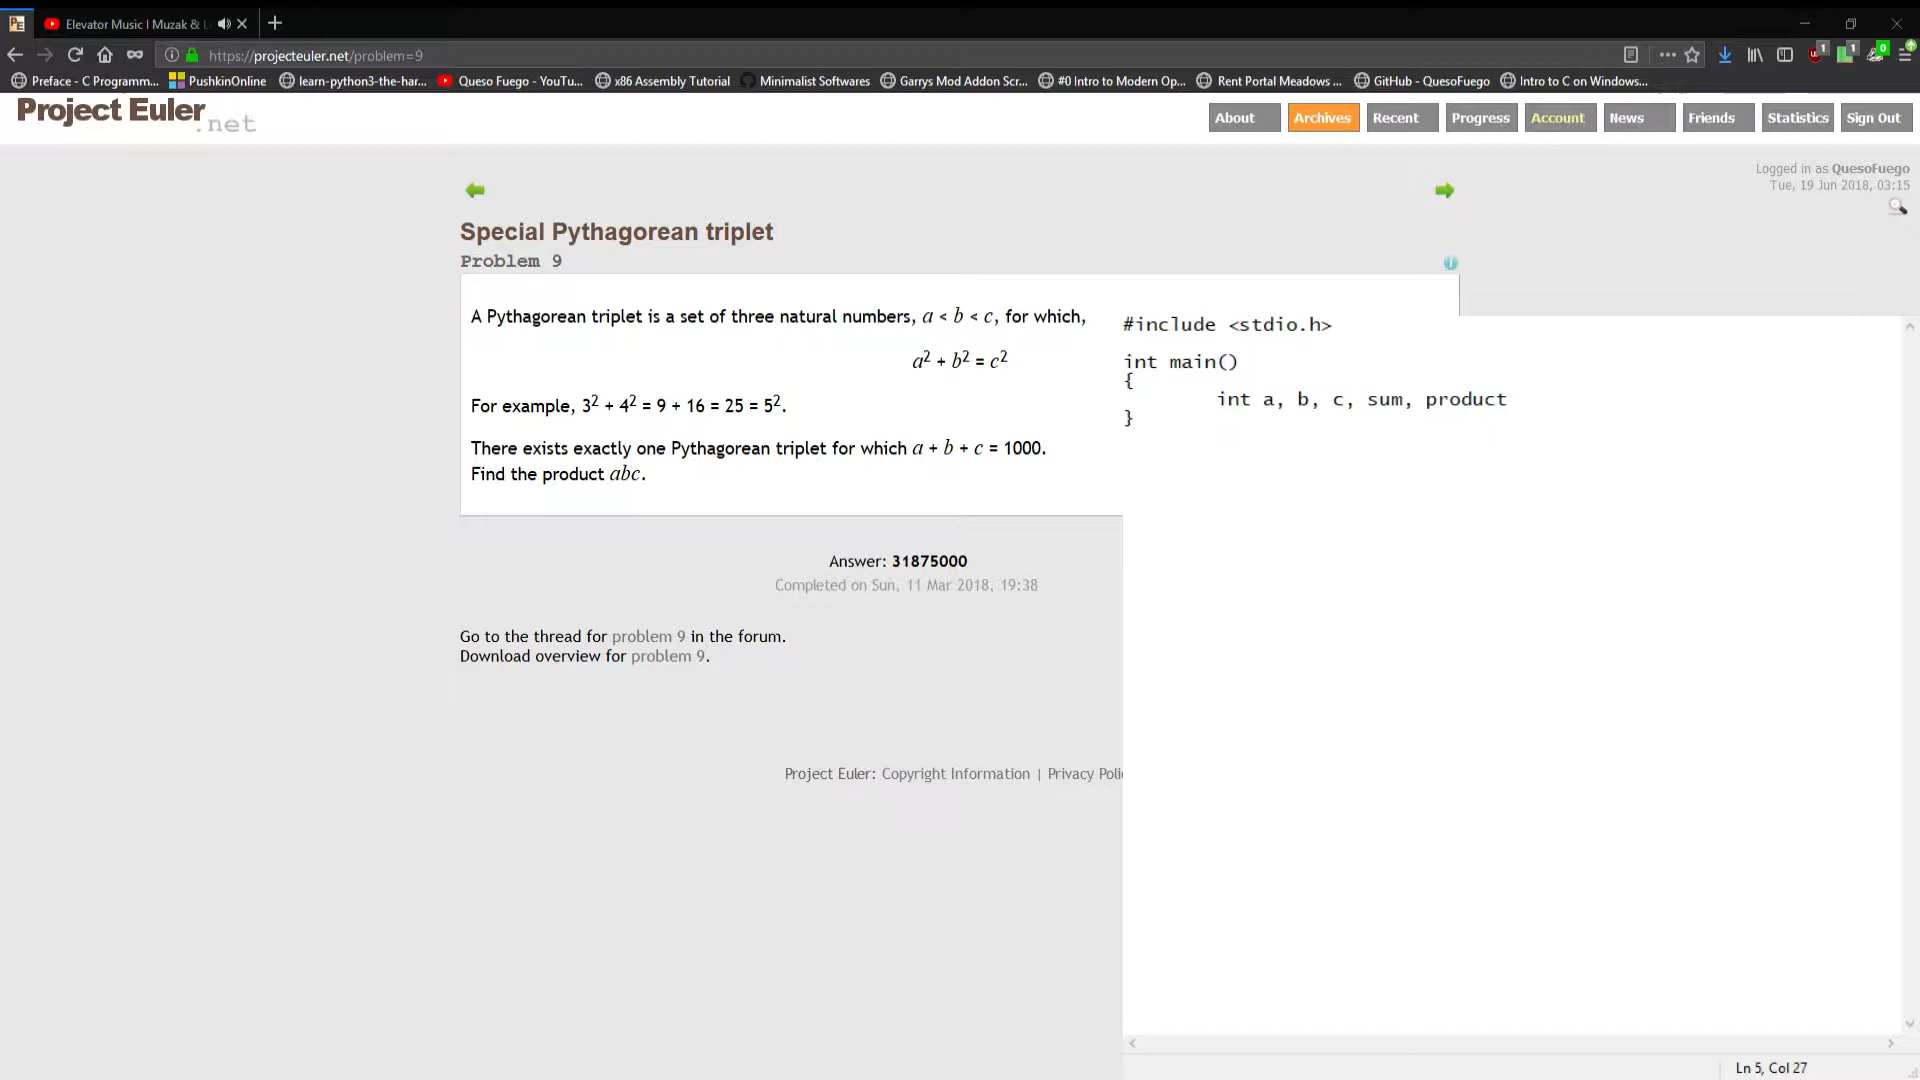 Elevator Music | Muzak & L
https://projecteuler.net/problem=9
1 1 0
Preface - C Programm... PushkinOnline learn-python3-the-har... Queso Fuego - YouTu... x86 Assembly Tutorial Minimalist Softwares Garrys Mod Addon Scr... #0 Intro to Modern Op... Rent Portal Meadows ... GitHub - QuesoFuego Intro to C on Windows...
Project Euler.net
About Archives Recent Progress Account News Friends Statistics Sign Out
Logged in as QuesoFuego
Tue, 19 Jun 2018, 03:15
Special Pythagorean triplet
Problem 9
A Pythagorean triplet is a set of three natural numbers, a < b < c, for which,
a² + b² = c²
For example, 3² + 4² = 9 + 16 = 25 = 5².
There exists exactly one Pythagorean triplet for which a + b + c = 1000.
Find the product abc.
Answer: 31875000
Completed on Sun, 11 Mar 2018, 19:38
Go to the thread for problem 9 in the forum.
Download overview for problem 9.
Project Euler: Copyright Information | Privacy Poli
#include <stdio.h>
int main()
{
int a, b, c, sum, product
}
Ln 5, Col 27